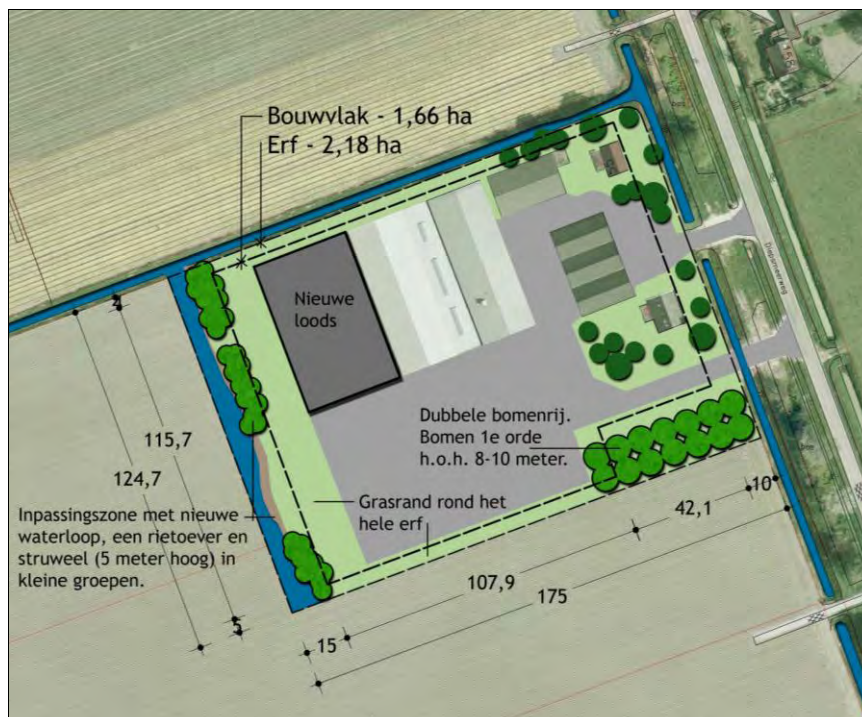 Bouwvlak - 1,66 ha
Erf - 2,18 ha
Nieuwe
loods
Diepsmeerweg
Dubbele bomenrij.
Bomen 1e orde
h.o.h. 8-10 meter.
4
115,7
124,7
Grasrand rond het
hele erf
Inpassingszone met nieuwe
waterloop, een rietoever en
struweel (5 meter hoog) in
kleine groepen.
10
42,1
107,9
175
5
15